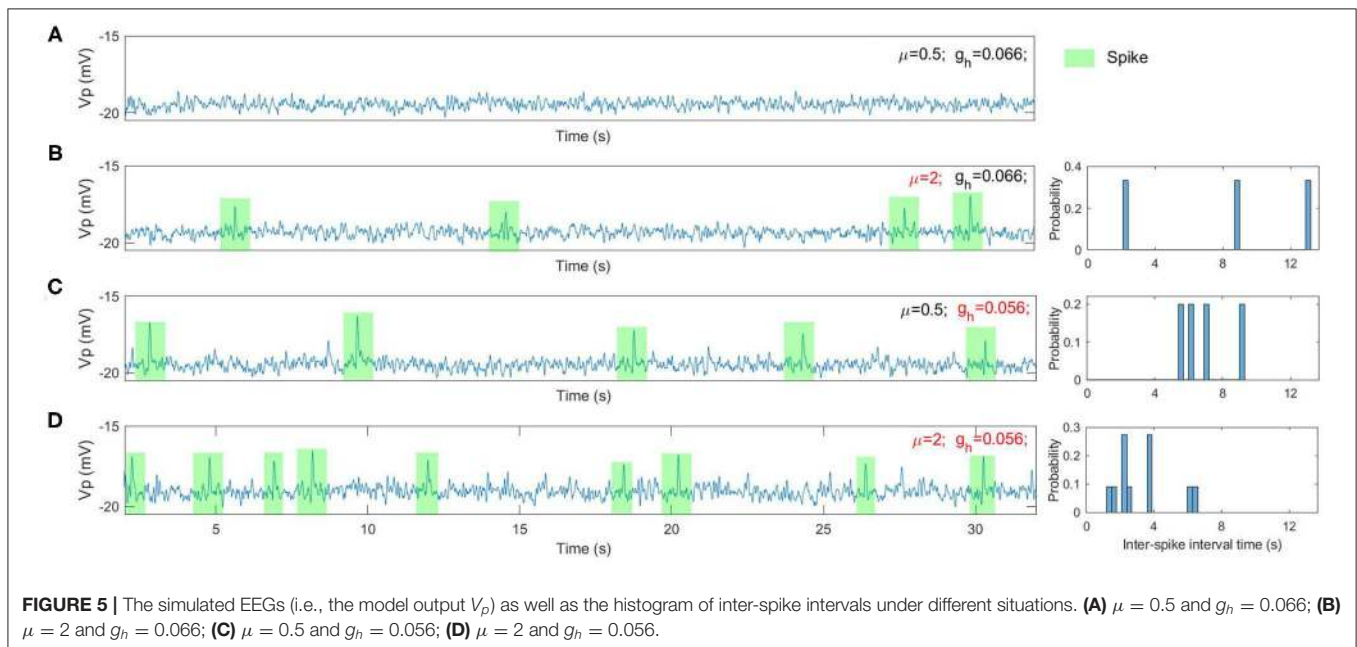 A
-15
Vp (mV)
-20
μ=0.5; g_h=0.066;
Spike
Time (s)
B
-15
Vp (mV)
-20
μ=2; g_h=0.066;
Time (s)
0.4
Probability
0.2
0
0 4 8 12
C
-15
Vp (mV)
-20
μ=0.5; g_h=0.056;
Time (s)
0.2
Probability
0.1
0
0 4 8 12
D
-15
Vp (mV)
-20
μ=2; g_h=0.056;
5 10 15 20 25 30
Time (s)
0.3
0.2
Probability
0.1
0
0 4 8 12
Inter-spike interval time (s)
FIGURE 5 | The simulated EEGs (i.e., the model output V_p) as well as the histogram of inter-spike intervals under different situations. (A) μ = 0.5 and g_h = 0.066; (B)
μ = 2 and g_h = 0.066; (C) μ = 0.5 and g_h = 0.056; (D) μ = 2 and g_h = 0.056.